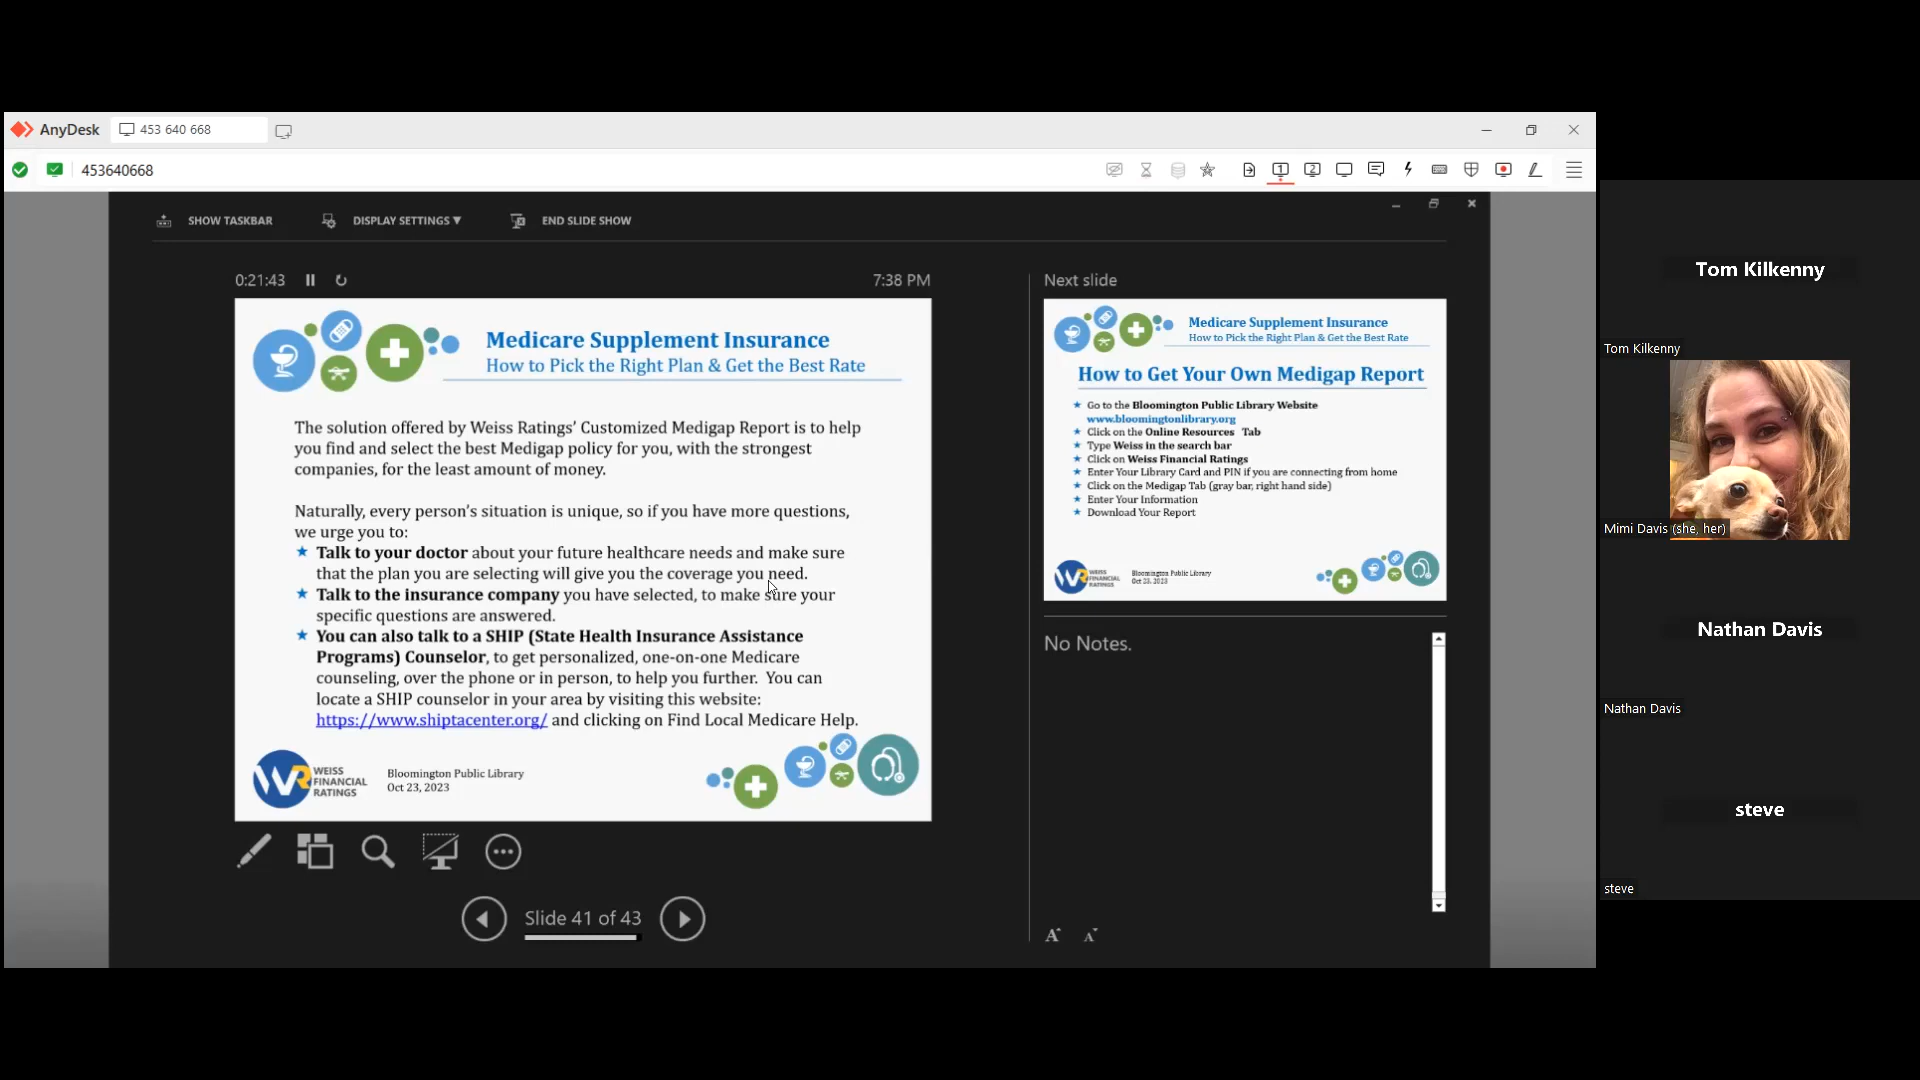 AnyDesk
453 640 668
453640668
1
2
SHOW TASKBAR
DISPLAY SETTINGS ▼
END SLIDE SHOW
0:21:43
7:38 PM
Medicare Supplement Insurance
How to Pick the Right Plan & Get the Best Rate
The solution offered by Weiss Ratings' Customized Medigap Report is to help
you find and select the best Medigap policy for you, with the strongest
companies, for the least amount of money.
Naturally, every person's situation is unique, so if you have more questions,
we urge you to:
★ Talk to your doctor about your future healthcare needs and make sure
that the plan you are selecting will give you the coverage you need.
★ Talk to the insurance company you have selected, to make sure your
specific questions are answered.
★ You can also talk to a SHIP (State Health Insurance Assistance
Programs) Counselor, to get personalized, one-on-one Medicare
counseling, over the phone or in person, to help you further. You can
locate a SHIP counselor in your area by visiting this website:
https://www.shiptacenter.org/ and clicking on Find Local Medicare Help.
WR
WEISS
FINANCIAL
RATINGS
Bloomington Public Library
Oct 23, 2023
Slide 41 of 43
Next slide
Medicare Supplement Insurance
How to Pick the Right Plan & Get the Best Rate
How to Get Your Own Medigap Report
★ Go to the Bloomington Public Library Website
www.bloomingtonlibrary.org
★ Click on the Online Resources Tab
★ Type Weiss in the search bar
★ Click on Weiss Financial Ratings
★ Enter Your Library Card and PIN if you are connecting from home
★ Click on the Medigap Tab (gray bar, right hand side)
★ Enter Your Information
★ Download Your Report
WR
WEISS
FINANCIAL
RATINGS
Bloomington Public Library
Oct 23, 2023
No Notes.
A A
Tom Kilkenny
Tom Kilkenny
Mimi Davis (she, her)
Nathan Davis
Nathan Davis
steve
steve